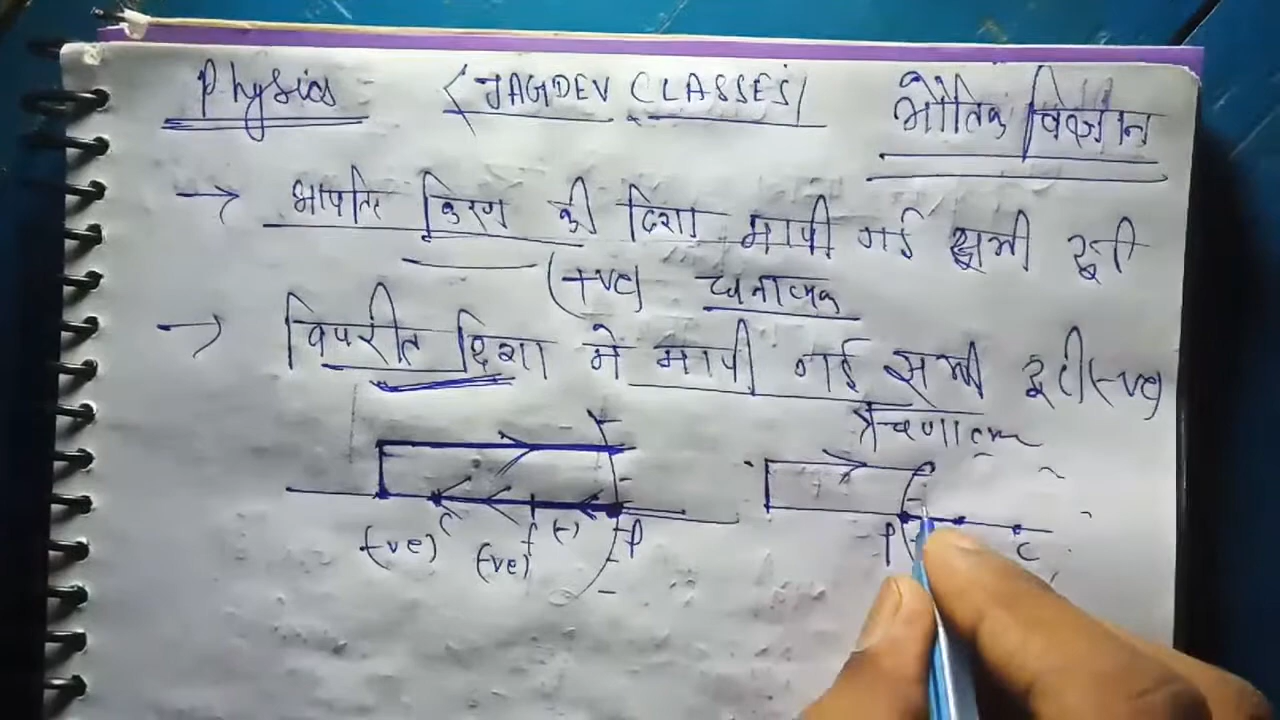 Physics <JAGDEV CLASSES/ भौतिक विज्ञान
→ आपतित किरण की दिशा मापी गई सभी दूरी
(+ve) धनात्मक
→ विपरीत दिशा में मापी गई सभी दूरी(-ve)
ऋणात्मक
(-ve) C (-ve) f (-) P
P C